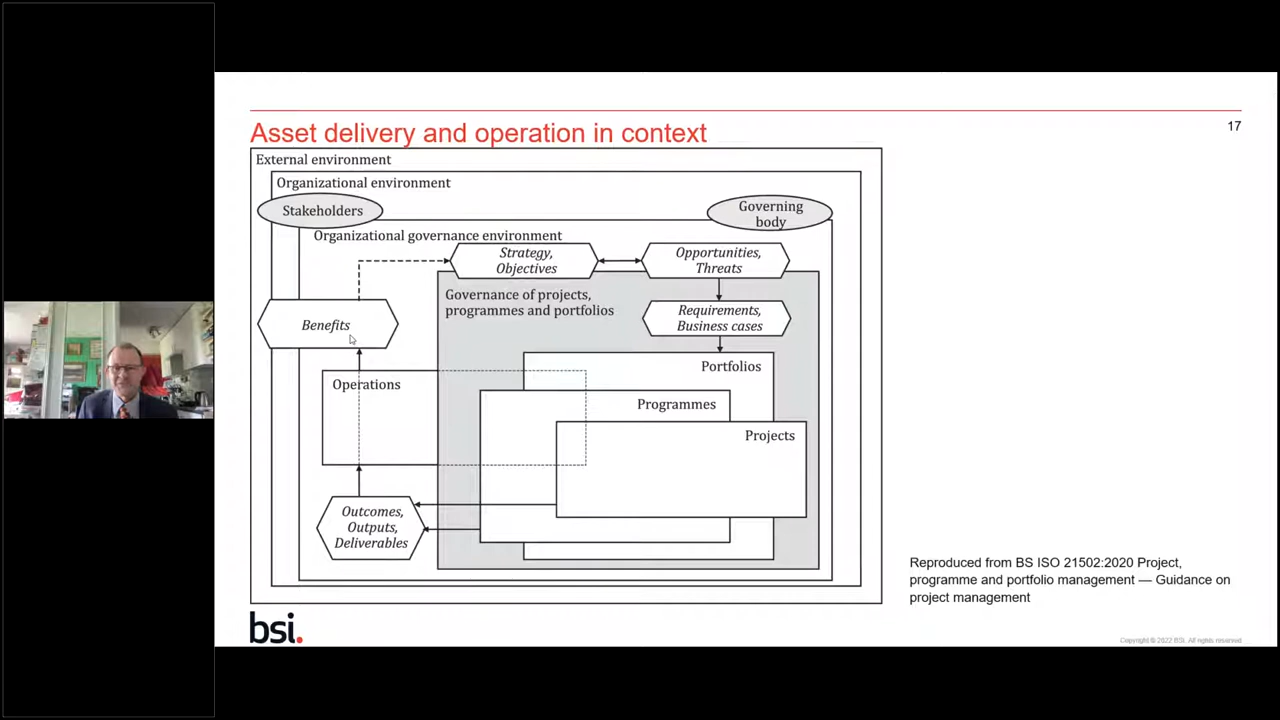 Asset delivery and operation in context
17
External environment
Organizational environment
Stakeholders
Governing
body
Organizational governance environment
Strategy,
Objectives
Opportunities,
Threats
Governance of projects,
programmes and portfolios
Requirements,
Business cases
Benefits
Portfolios
Operations
Programmes
Projects
Outcomes,
Outputs,
Deliverables
Reproduced from BS ISO 21502:2020 Project,
programme and portfolio management — Guidance on
project management
bsi.
Copyright © 2022 BSI. All rights reserved